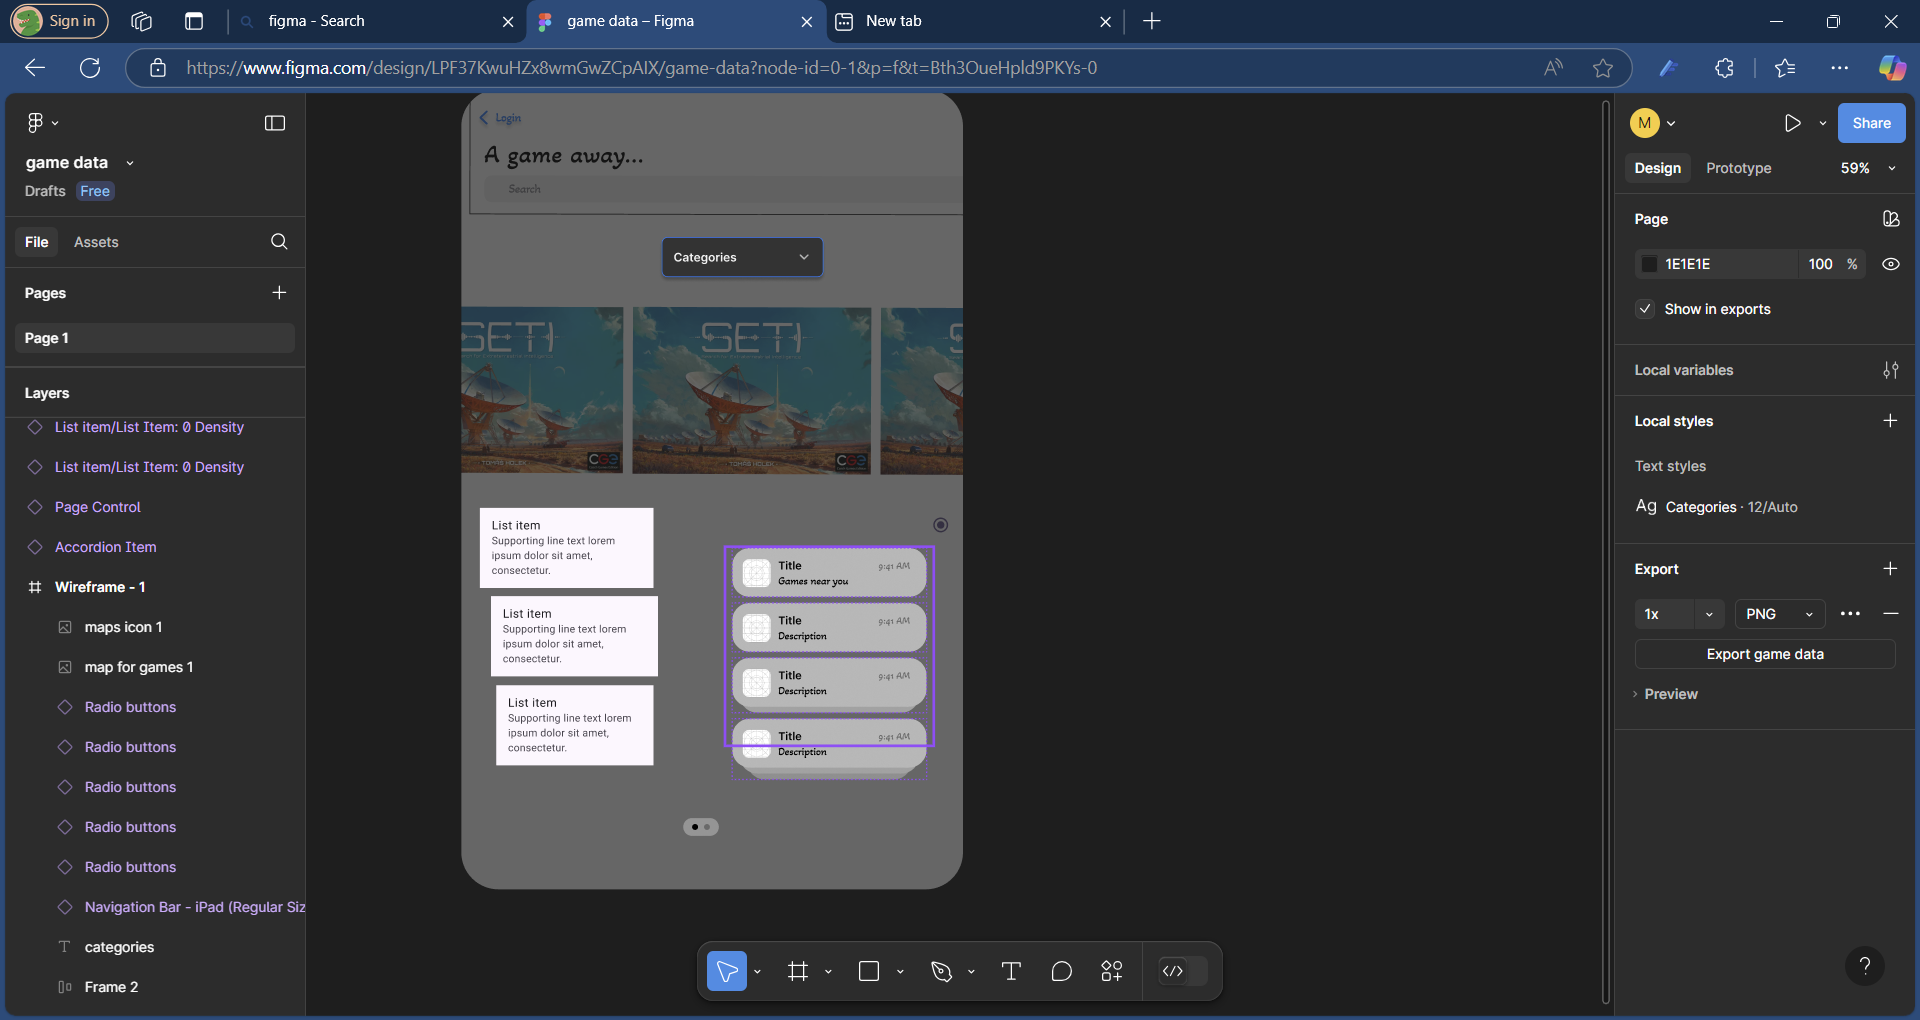 Sign in
figma - Search
game data – Figma
New tab
https://www.figma.com/design/LPF37KwuHZx8wmGwZCpAIX/game-data?node-id=0-1&p=f&t=Bth3OueHpld9PKYs-0
game data
Drafts Free
File Assets
Pages
Page 1
Layers
List item/List Item: 0 Density
List item/List Item: 0 Density
Page Control
Accordion Item
Wireframe - 1
maps icon 1
map for games 1
Radio buttons
Radio buttons
Radio buttons
Radio buttons
Radio buttons
Navigation Bar - iPad (Regular Siz
categories
Frame 2
Login
A game away...
Search
Categories
SETI
SETI
S
TOMÁŠ HOLEK
CGE
TOMÁŠ HOLEK
CGE
List item
Supporting line text lorem
ipsum dolor sit amet,
consectetur.
List item
Supporting line text lorem
ipsum dolor sit amet,
consectetur.
List item
Supporting line text lorem
ipsum dolor sit amet,
consectetur.
Title 9:41 AM
Games near you
Title 9:41 AM
Description
Title 9:41 AM
Description
Title 9:41 AM
Description
M
Share
Design Prototype 59%
Page
1E1E1E 100 %
Show in exports
Local variables
Local styles
Text styles
Ag Categories · 12/Auto
Export
1x PNG
Export game data
Preview
?